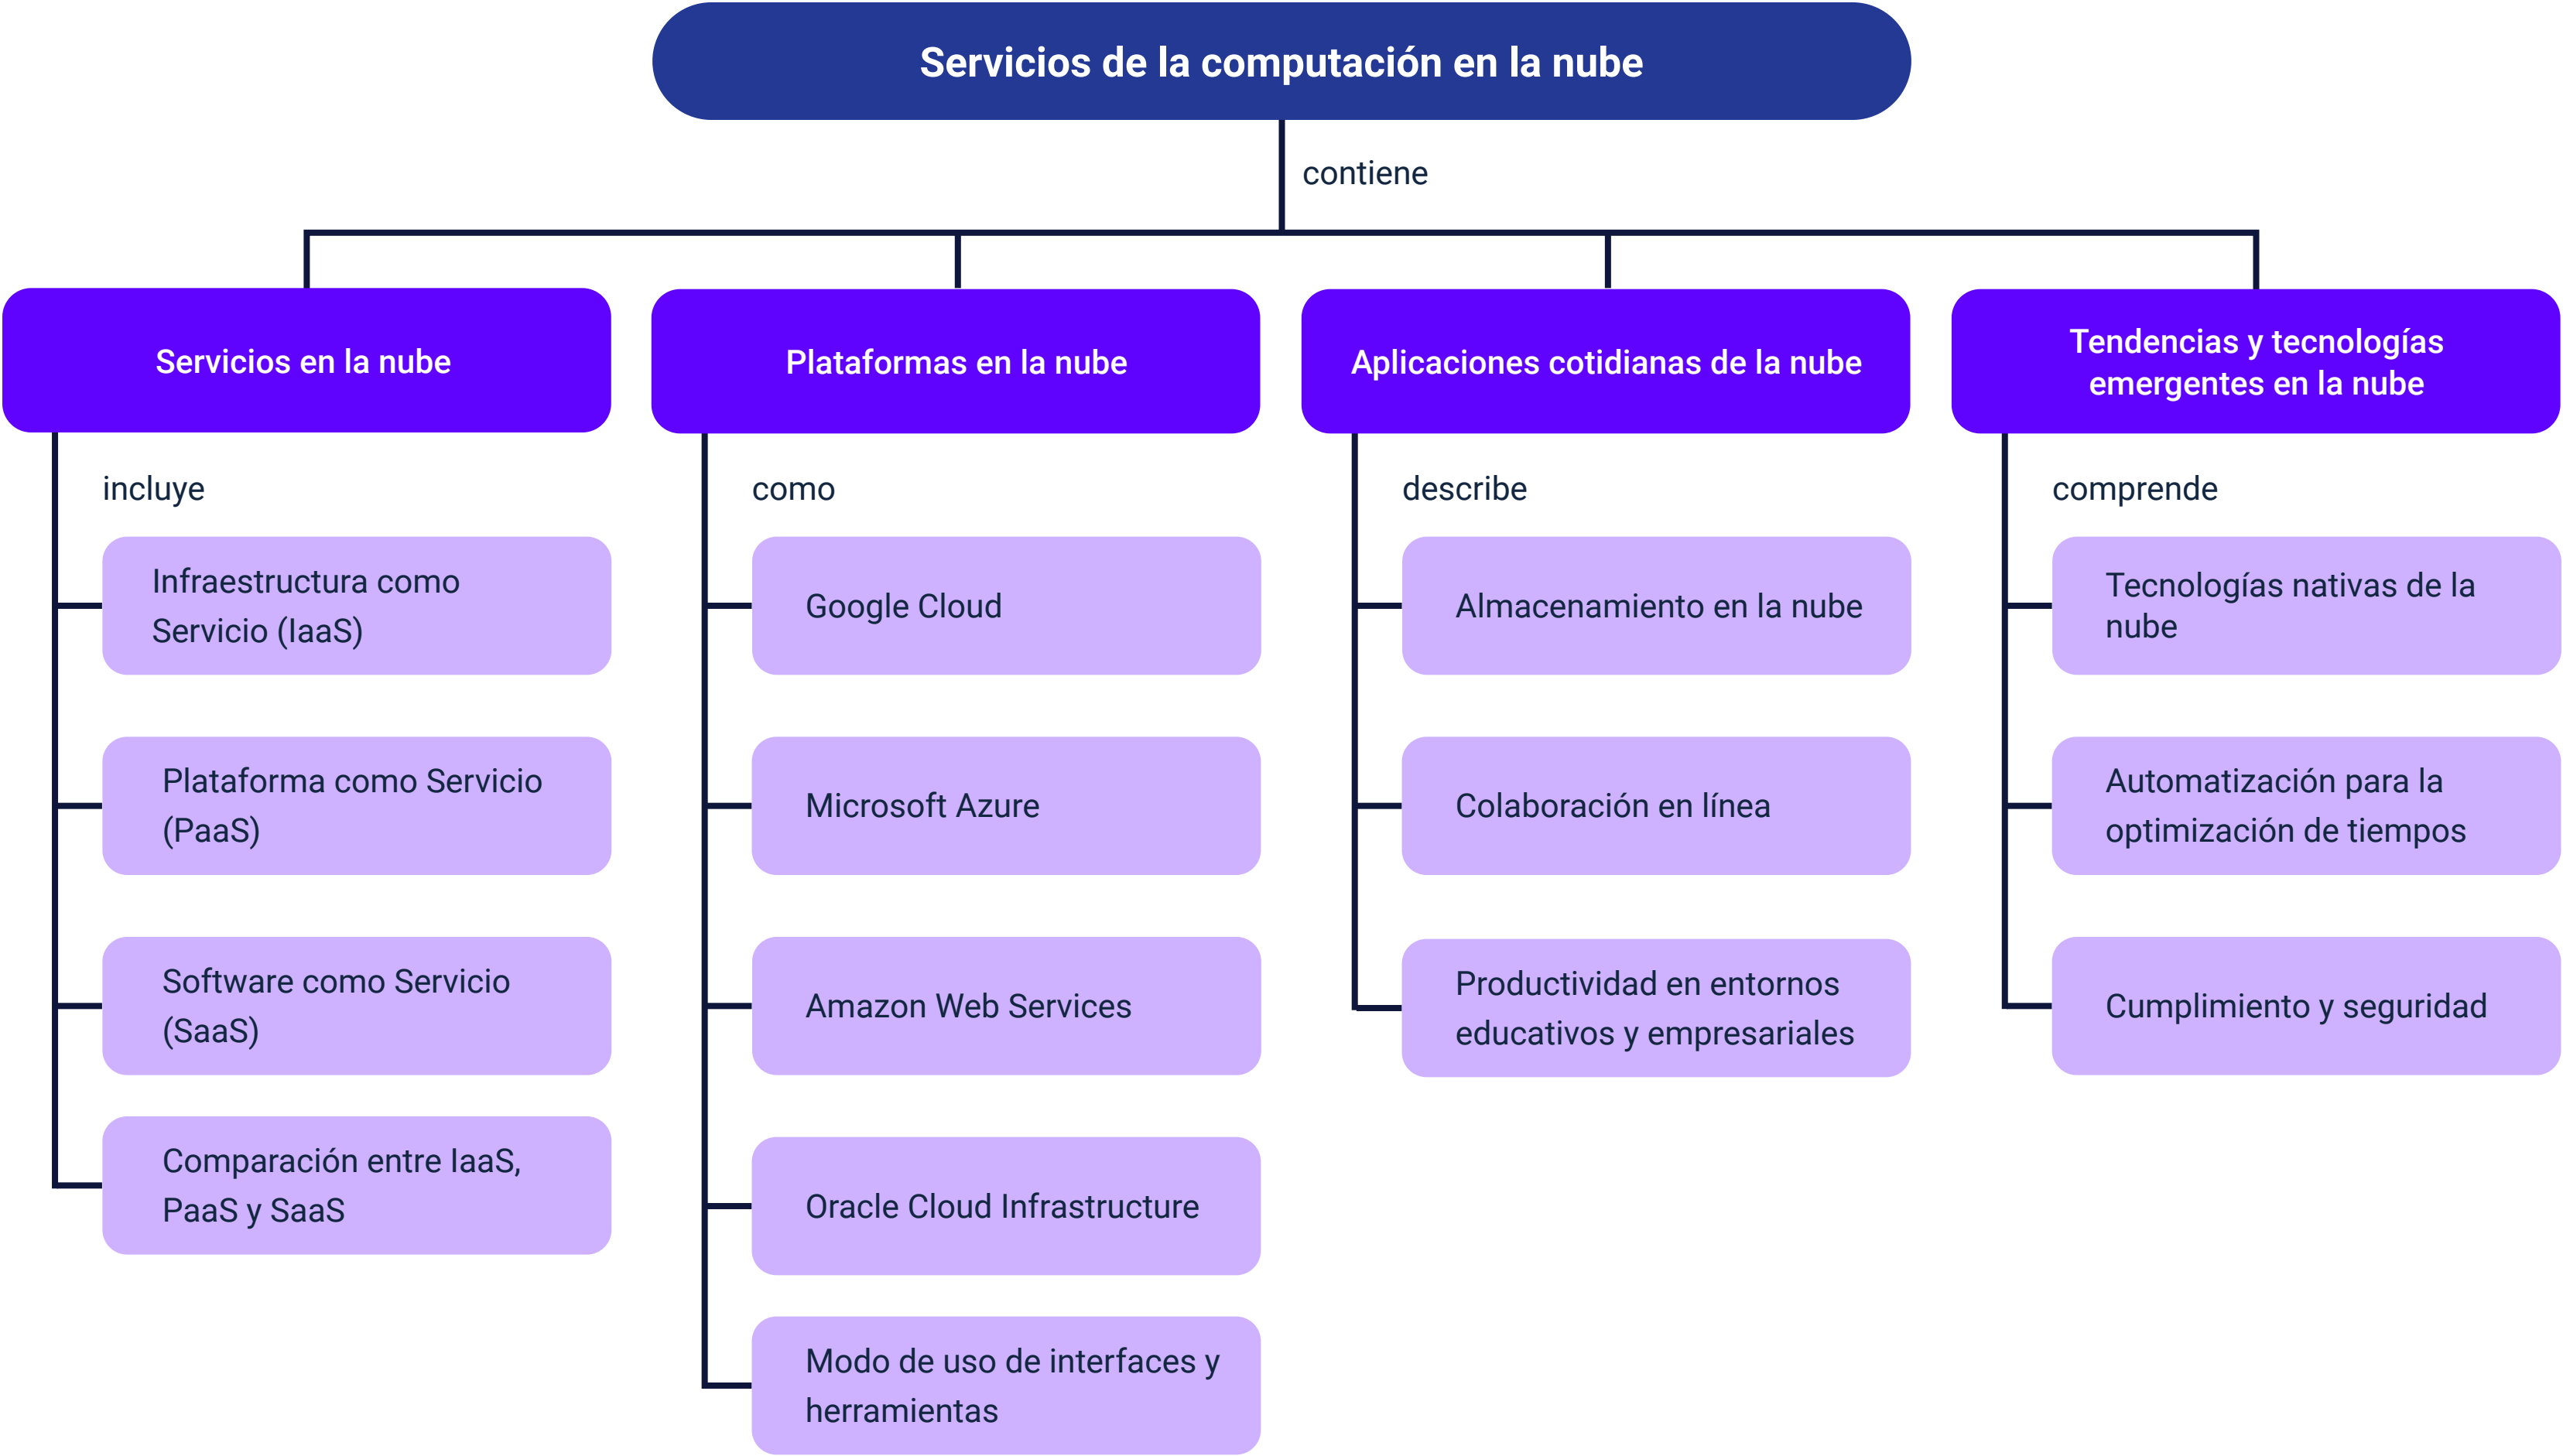 Servicios de la computación en la nube
contiene
Servicios en la nube
incluye
Infraestructura como
Servicio (IaaS)
Plataforma como Servicio
(PaaS)
Software como Servicio
(SaaS)
Comparación entre IaaS,
PaaS y SaaS
Plataformas en la nube
como
Google Cloud
Microsoft Azure
Amazon Web Services
Oracle Cloud Infrastructure
Modo de uso de interfaces y
herramientas
Aplicaciones cotidianas de la nube
describe
Almacenamiento en la nube
Colaboración en línea
Productividad en entornos
educativos y empresariales
Tendencias y tecnologías
emergentes en la nube
comprende
Tecnologías nativas de la
nube
Automatización para la
optimización de tiempos
Cumplimiento y seguridad